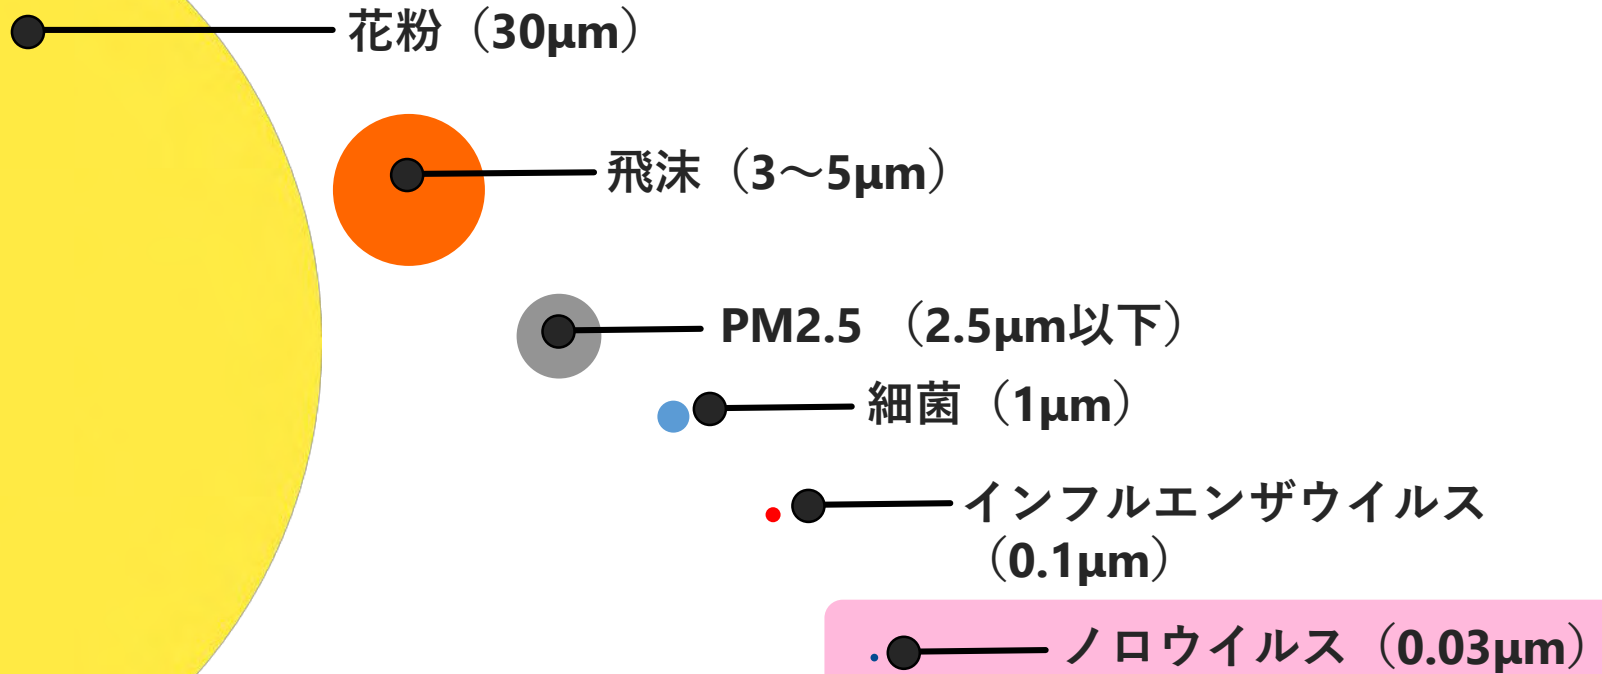 花粉（30μm）
飛沫（3～5μm）
PM2.5 （2.5μm以下）
細菌（1μm）
インフルエンザウイルス
（0.1μm）
ノロウイルス（0.03μm）